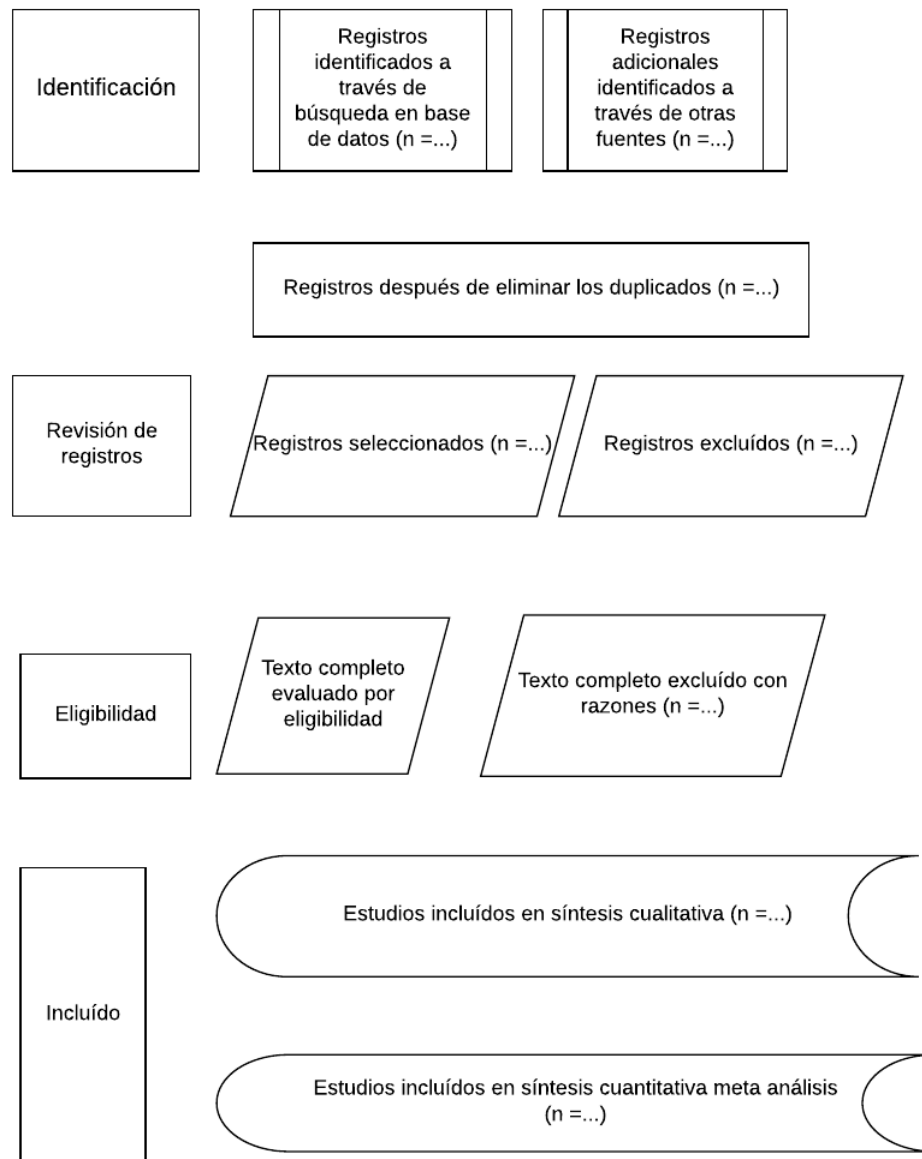 Identificación
Registros
identificados a
través de
búsqueda en base
de datos (n =...)
Registros
adicionales
identificados a
través de otras
fuentes (n =...)
Registros después de eliminar los duplicados (n =...)
Revisión de
registros
Registros seleccionados (n =...)
Registros excluídos (n =...)
Eligibilidad
Texto completo
evaluado por
eligibilidad
Texto completo excluído con
razones (n =...)
Incluído
Estudios incluídos en síntesis cualitativa (n =...)
Estudios incluídos en síntesis cuantitativa meta análisis
(n =...)